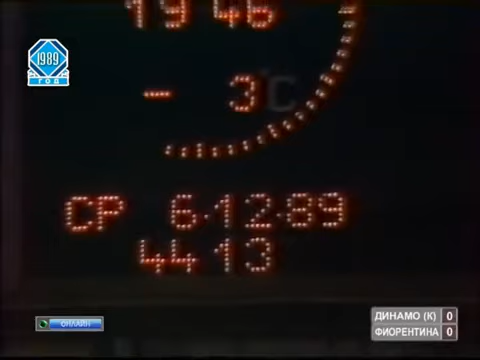 19 46
1989
ГОД
- 3°C
СР 6.12.89
44 13
ДИНАМО (К) 0
ФИОРЕНТИНА 0
ОНЛАЙН